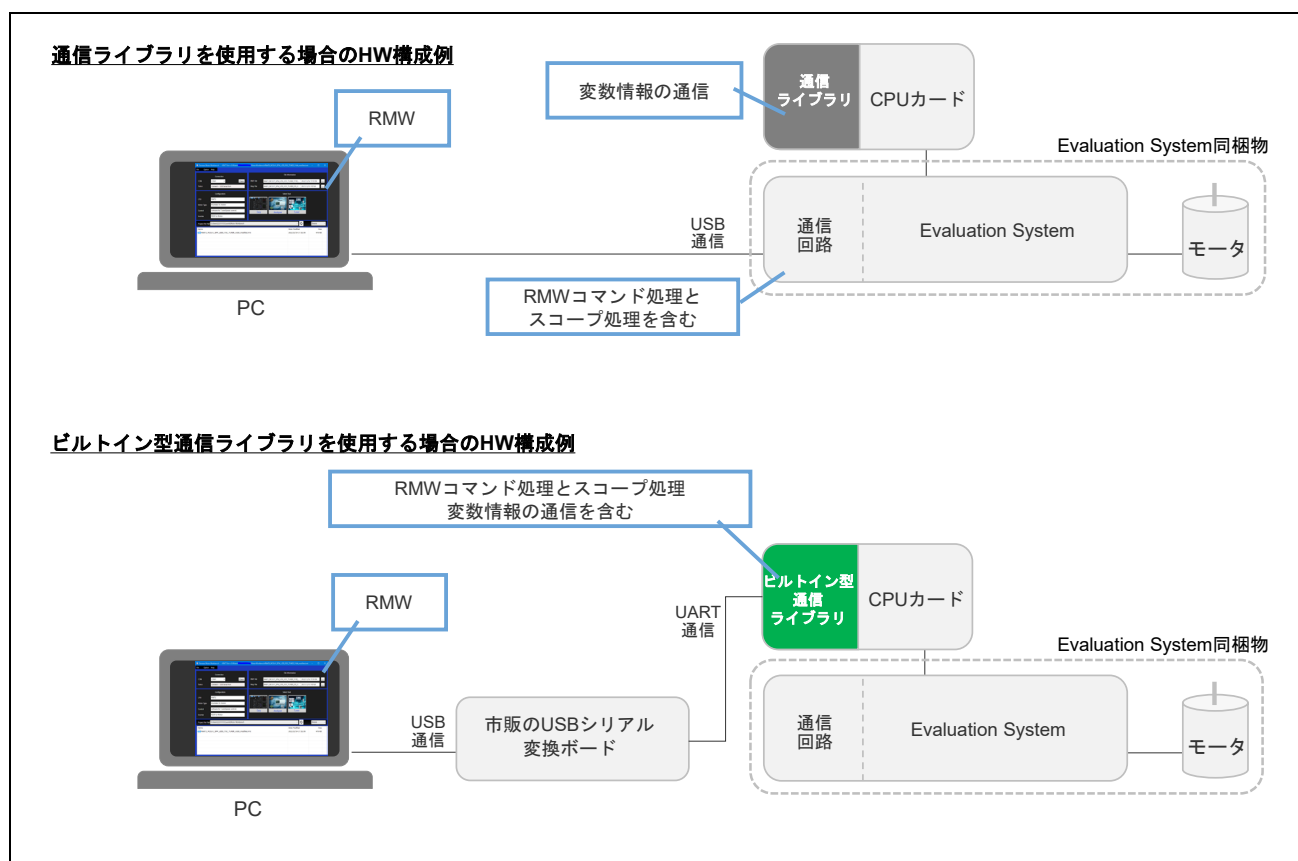 通信ライブラリを使用する場合のHW構成例
変数情報の通信
通信
ライブラリ
CPUカード
RMW
Evaluation System同梱物
USB
通信
通信
回路
Evaluation System
モータ
RMWコマンド処理と
スコープ処理を含む
PC
ビルトイン型通信ライブラリを使用する場合のHW構成例
RMWコマンド処理とスコープ処理
変数情報の通信を含む
RMW
UART
通信
ビルトイン型
通信
ライブラリ
CPUカード
Evaluation System同梱物
USB
通信
市販のUSBシリアル
変換ボード
通信
回路
Evaluation System
モータ
PC